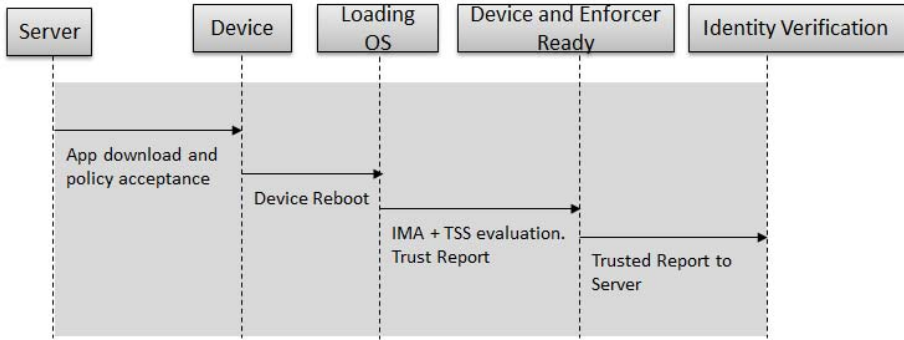 Server
Device
Loading
OS
Device and Enforcer
Ready
Identity Verification
App download and
policy acceptance
Device Reboot
IMA + TSS evaluation.
Trust Report
Trusted Report to
Server